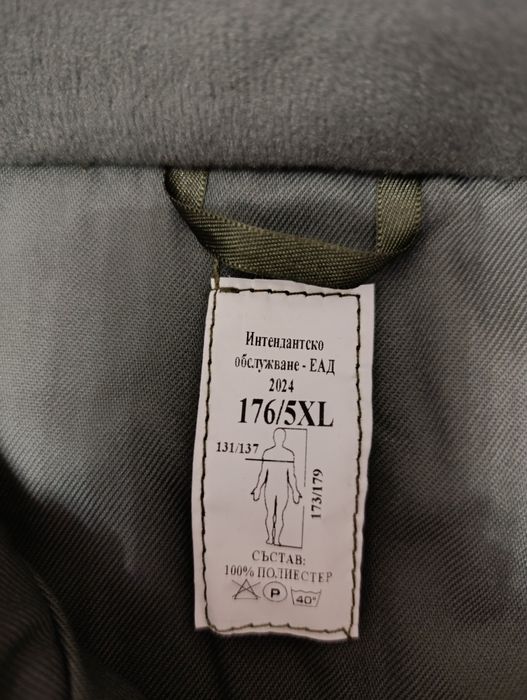 Интендантско
обслужване - ЕАД
2024
176/5XL
131/137
173/179
СЪСТАВ:
100% ПОЛИЕСТЕР
P
40°